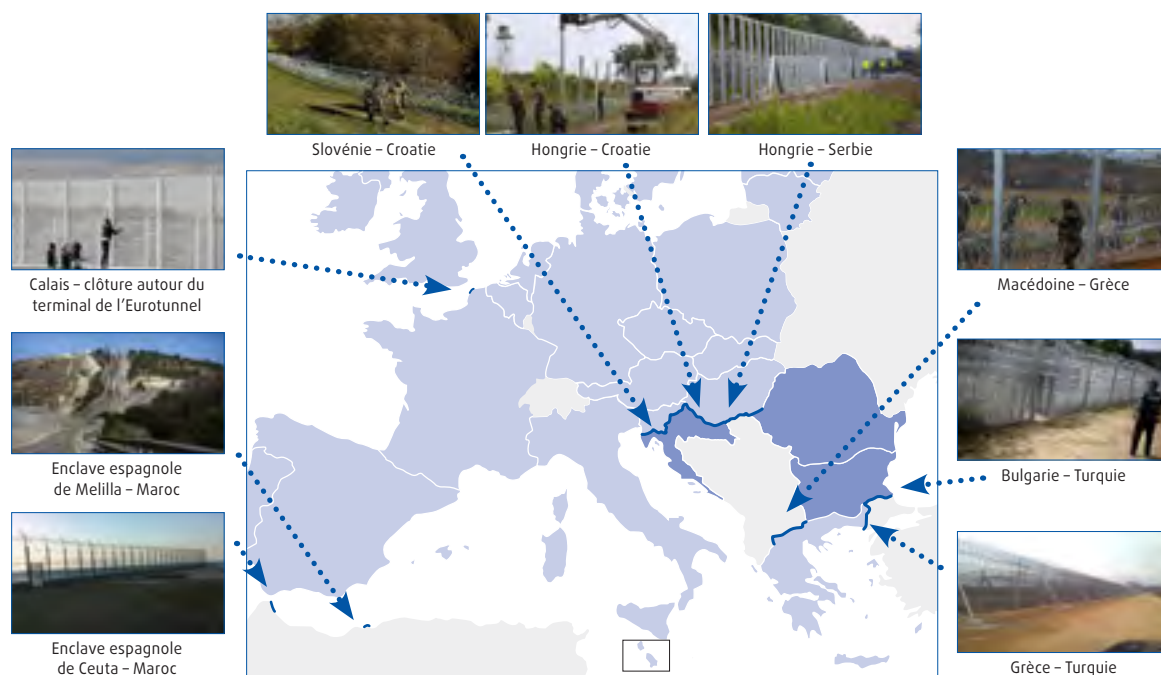 Slovénie – Croatie
Hongrie – Croatie
Hongrie – Serbie
Calais – clôture autour du
terminal de l’Eurotunnel
Macédoine – Grèce
Enclave espagnole
de Melilla – Maroc
Bulgarie – Turquie
Enclave espagnole
de Ceuta – Maroc
Grèce – Turquie